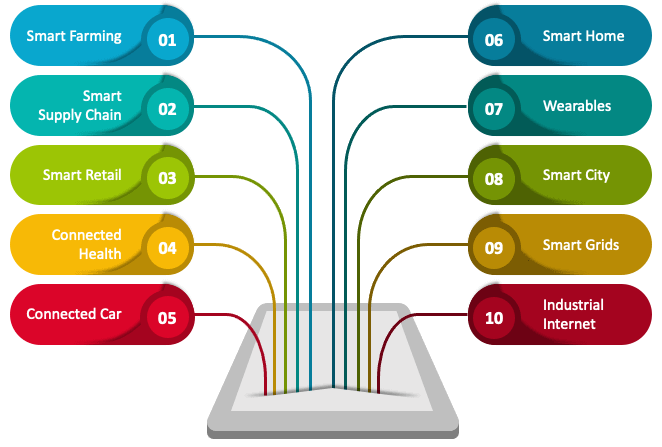 Smart Farming 01
Smart
Supply Chain 02
Smart Retail 03
Connected
Health 04
Connected Car 05
06 Smart Home
07 Wearables
08 Smart City
09 Smart Grids
10 Industrial
Internet